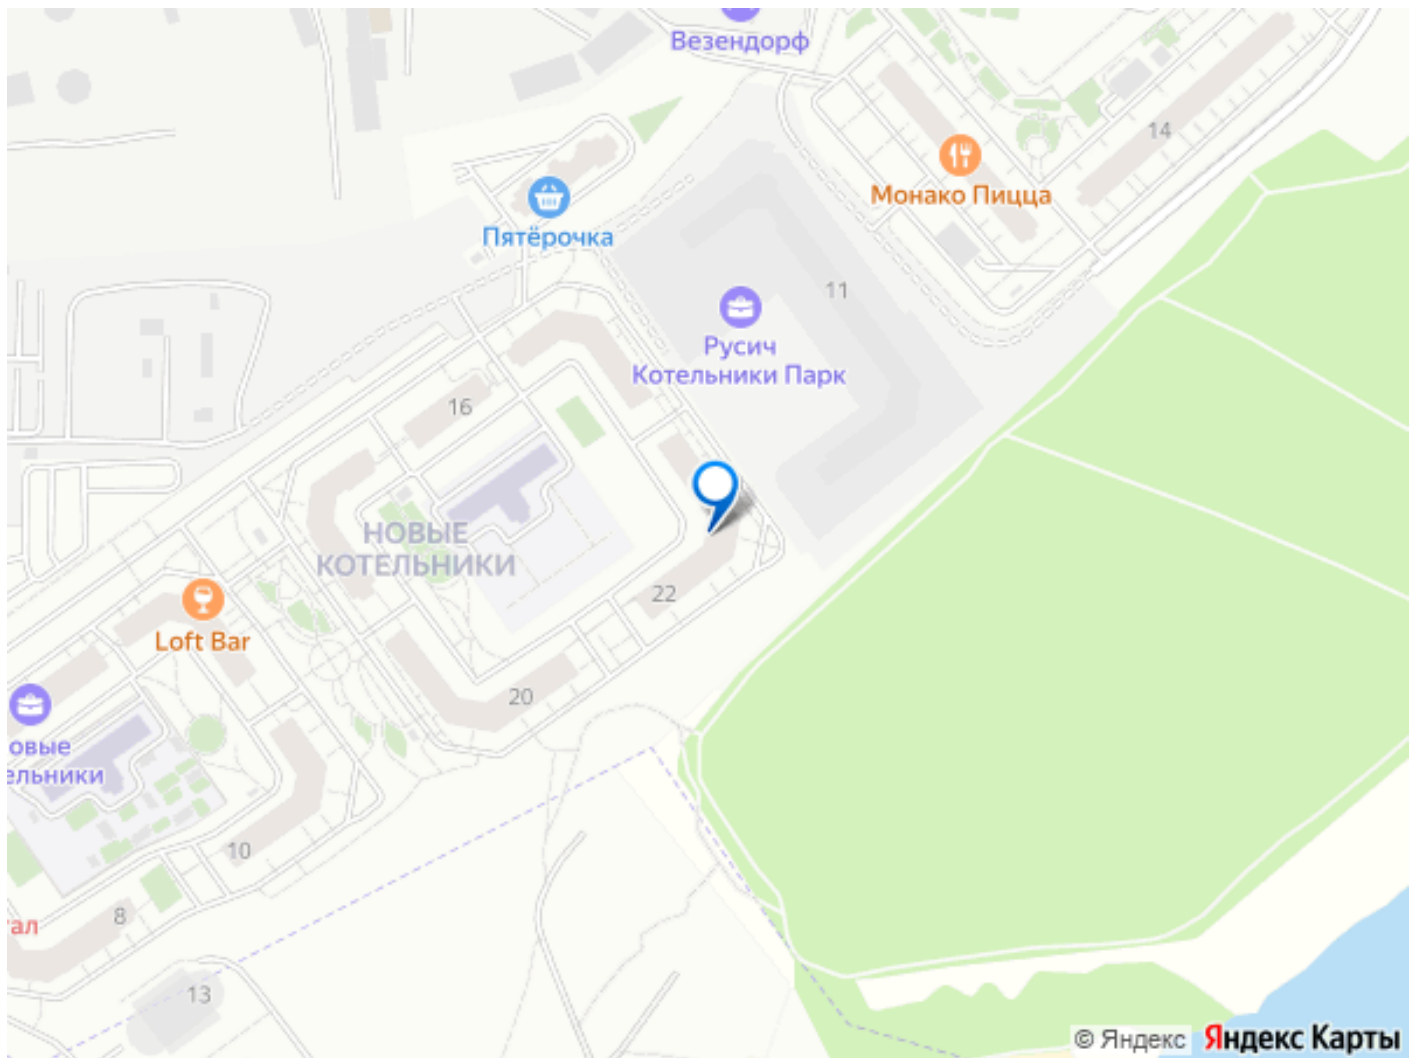 Везендорф
14
Монако Пицца
Пятёрочка
11
Русич
Котельники Парк
16
НОВЫЕ
КОТЕЛЬНИКИ
22
Loft Bar
20
овые
ельники
10
8
тал
13
© Яндекс
Яндекс Карты